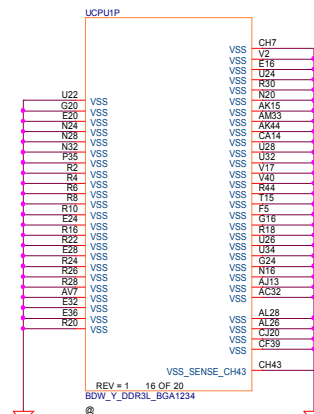 UCPU1P
VSS CH7
VSS V2
VSS E16
VSS U24
VSS R30
U22 VSS VSS N20
G20 VSS VSS AK15
E20 VSS VSS AM33
N24 VSS VSS AK44
N28 VSS VSS CA14
N32 VSS VSS U28
P35 VSS VSS U32
R2 VSS VSS V17
R4 VSS VSS V40
R6 VSS VSS R44
R8 VSS VSS T15
R10 VSS VSS F5
E24 VSS VSS G16
R16 VSS VSS R18
R22 VSS VSS U26
E28 VSS VSS U34
R24 VSS VSS G24
R26 VSS VSS N16
R28 VSS VSS AJ13
AV7 VSS VSS AC32
E32 VSS
E36 VSS VSS AL28
R20 VSS VSS AL26
VSS CJ20
VSS CF39
VSS_SENSE_CH43 CH43
REV = 1 16 OF 20
BDW_Y_DDR3L_BGA1234
@